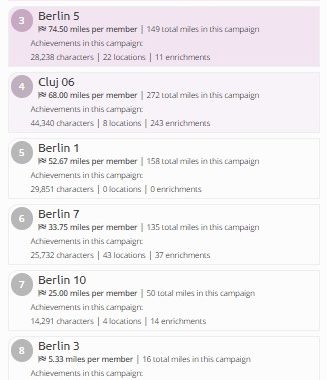 3
Berlin 5
74.50 miles per member | 149 total miles in this campaign
Achievements in this campaign:
28,238 characters | 22 locations | 11 enrichments
4
Cluj 06
68.00 miles per member | 272 total miles in this campaign
Achievements in this campaign:
44,340 characters | 8 locations | 243 enrichments
5
Berlin 1
52.67 miles per member | 158 total miles in this campaign
Achievements in this campaign:
29,851 characters | 0 locations | 0 enrichments
6
Berlin 7
33.75 miles per member | 135 total miles in this campaign
Achievements in this campaign:
25,732 characters | 43 locations | 37 enrichments
7
Berlin 10
25.00 miles per member | 50 total miles in this campaign
Achievements in this campaign:
14,291 characters | 4 locations | 14 enrichments
8
Berlin 3
5.33 miles per member | 16 total miles in this campaign
Achievements in this campaign: